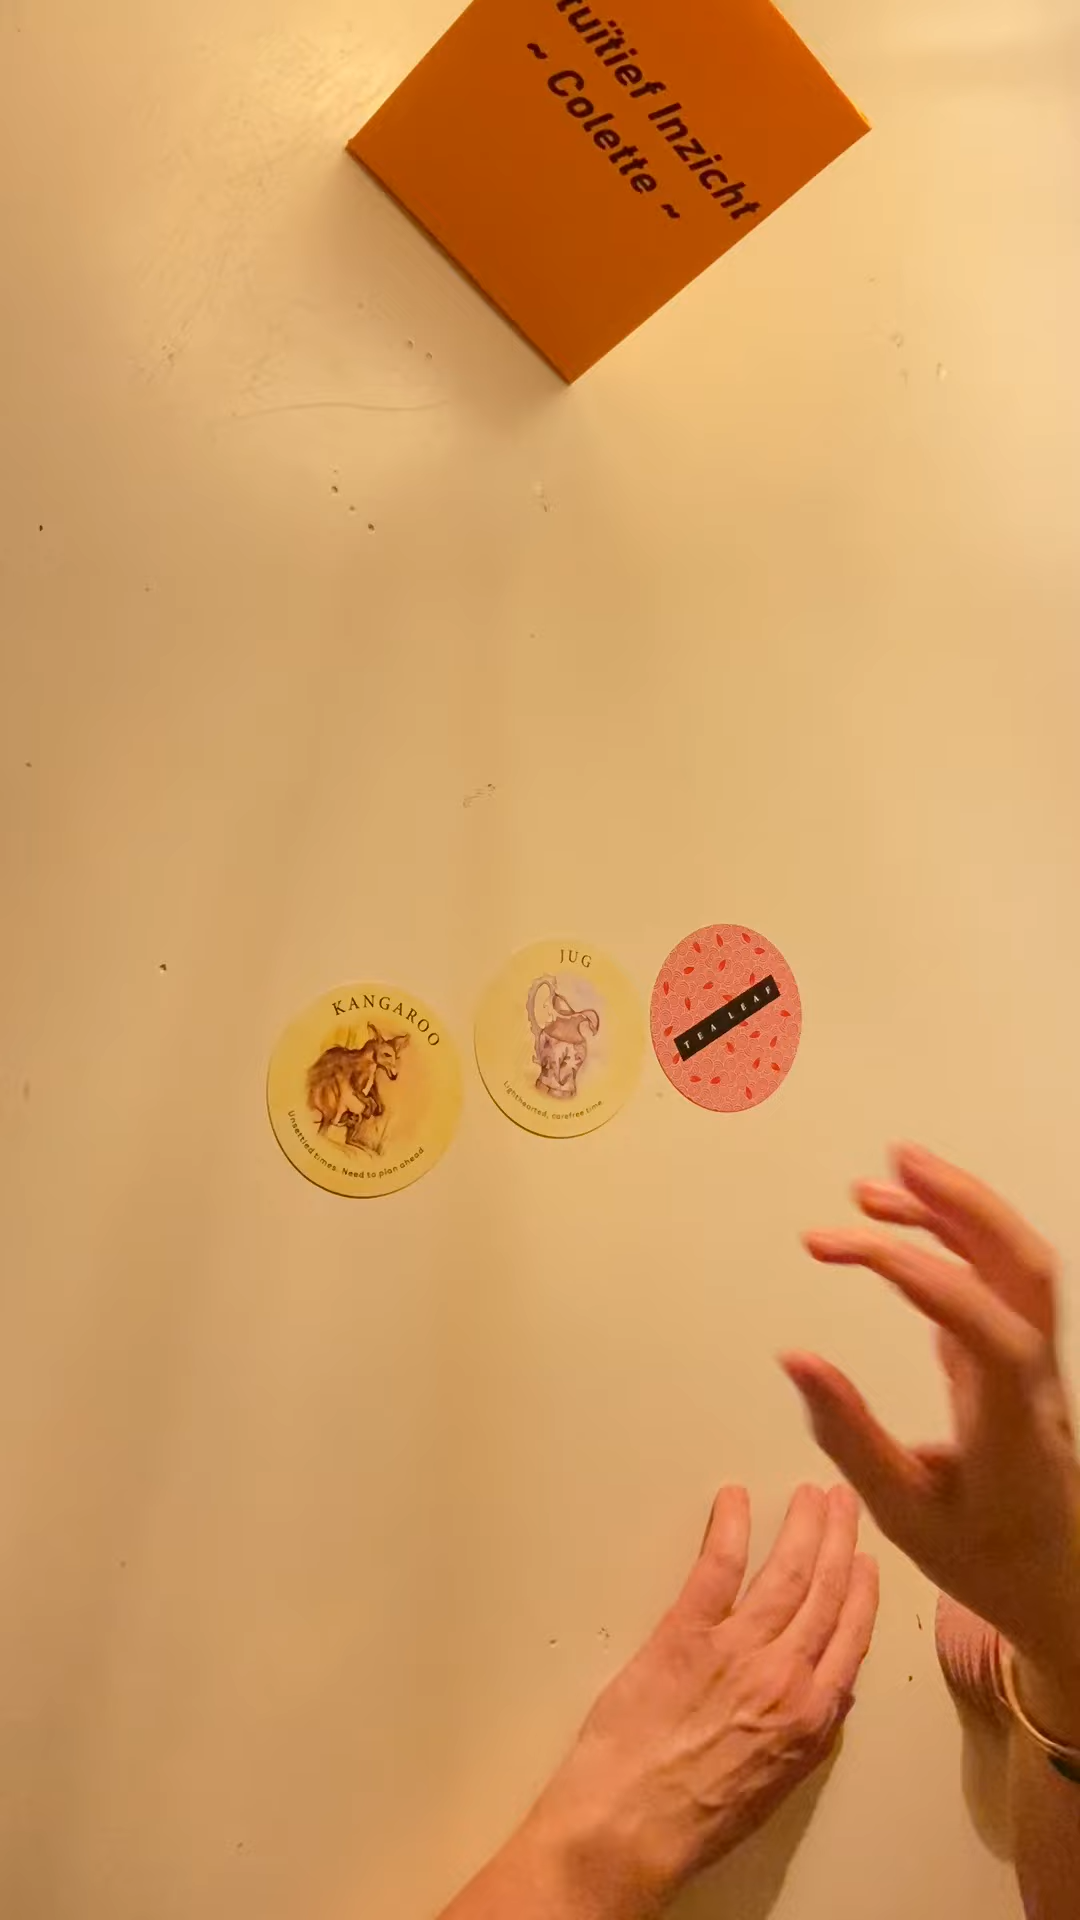 tuïtief Inzicht
~ Colette ~
KANGAROO
Unsettled times. Need to plan ahead
JUG
Lighthearted, carefree time.
TEA LEAF